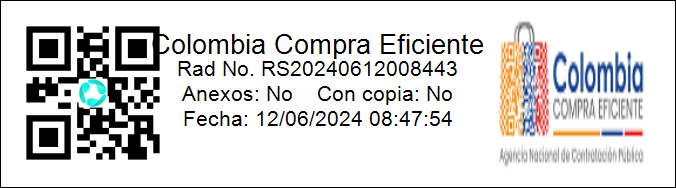 Colombia Compra Eficiente
Rad No. RS20240612008443
Anexos: No    Con copia: No
Fecha: 12/06/2024 08:47:54
Colombia
COMPRA EFICIENTE
Agencia Nacional de Contratación Pública